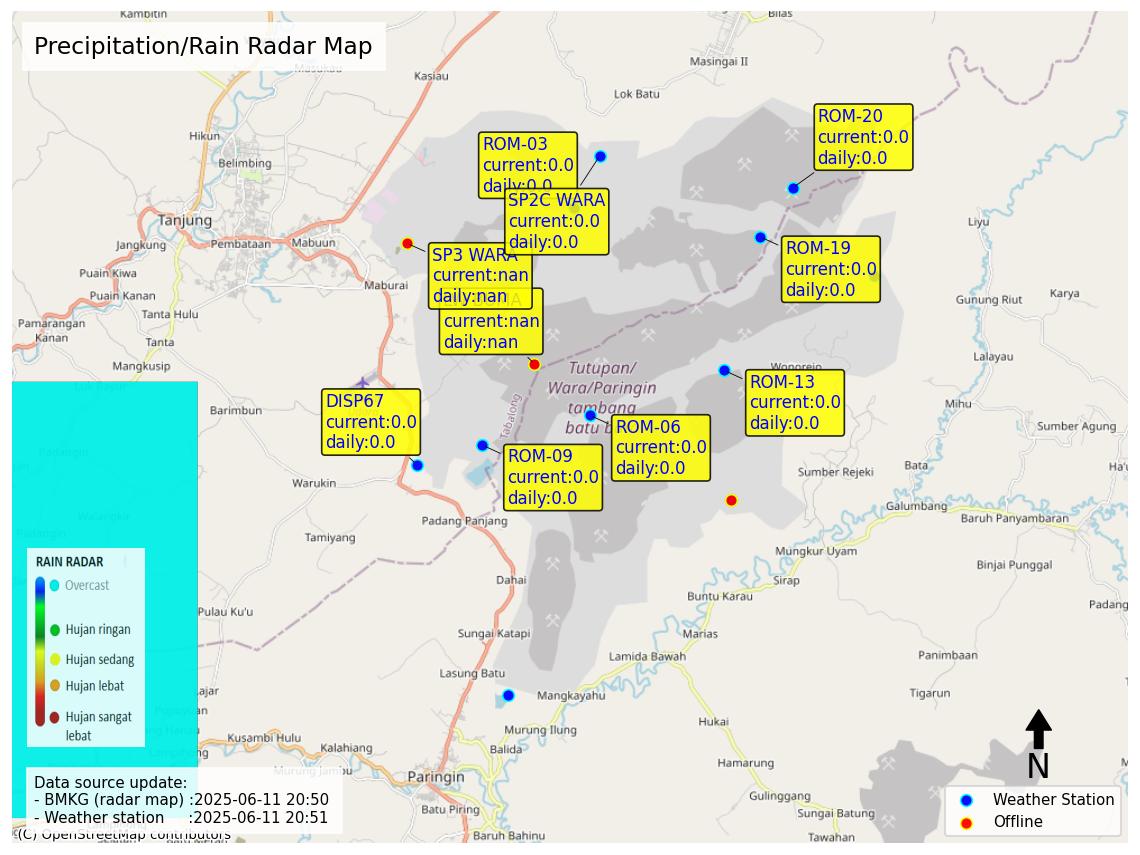 Kambitin
Bilas
Precipitation/Rain Radar Map
Masukau
Masingai II
Kasiau
Lok Batu
ROM-20
current:0.0
daily:0.0
Hikun
ROM-03
current:0.0
daily:0.0
Belimbing
SP2C WARA
current:0.0
daily:0.0
Tanjung
Liyu
Jangkung
Pembataan
Mabuun
ROM-19
current:0.0
daily:0.0
SP3 WARA
current:nan
daily:nan
Puain Kiwa
Maburai
Puain Kanan
Gunung Riut
Karya
Tanta Hulu
current:nan
daily:nan
Pamarangan
Kanan
Tanta
Mangkusip
Lalayau
Wonorejo
Tutupan/
Wara/Paringin
tambang
batu b
ROM-13
current:0.0
daily:0.0
DISP67
current:0.0
daily:0.0
Barimbun
Tabalong
Mihu
ROM-06
current:0.0
daily:0.0
Sumber Agung
Padangin
ROM-09
current:0.0
daily:0.0
Bata
Sumber Rejeki
Ha'u
Warukin
Galumbang
Padang Panjang
Baruh Panyambaran
Tamiyang
Mungkur Uyam
Binjai Punggal
RAIN RADAR
Overcast
Dahai
Sirap
Buntu Karau
Padang
Pulau Ku'u
Hujan ringan
Sungai Katapi
Marias
Hujan sedang
Lamida Bawah
Panimbaan
Lasung Batu
Hujan lebat
ajar
Mangkayahu
Tigarun
Hujan sangat
lebat
Hukai
Murung Ilung
Kusambi Hulu
Kalahiang
Balida
Hamarung
N
Murung Jambu
Paringin
Data source update:
- BMKG (radar map) :2025-06-11 20:50
- Weather station :2025-06-11 20:51
Gulinggang
Weather Station
Offline
Batu Piring
Sungai Batung
(C) OpenStreetMap contributors
Baruh Bahinu
Tawahan